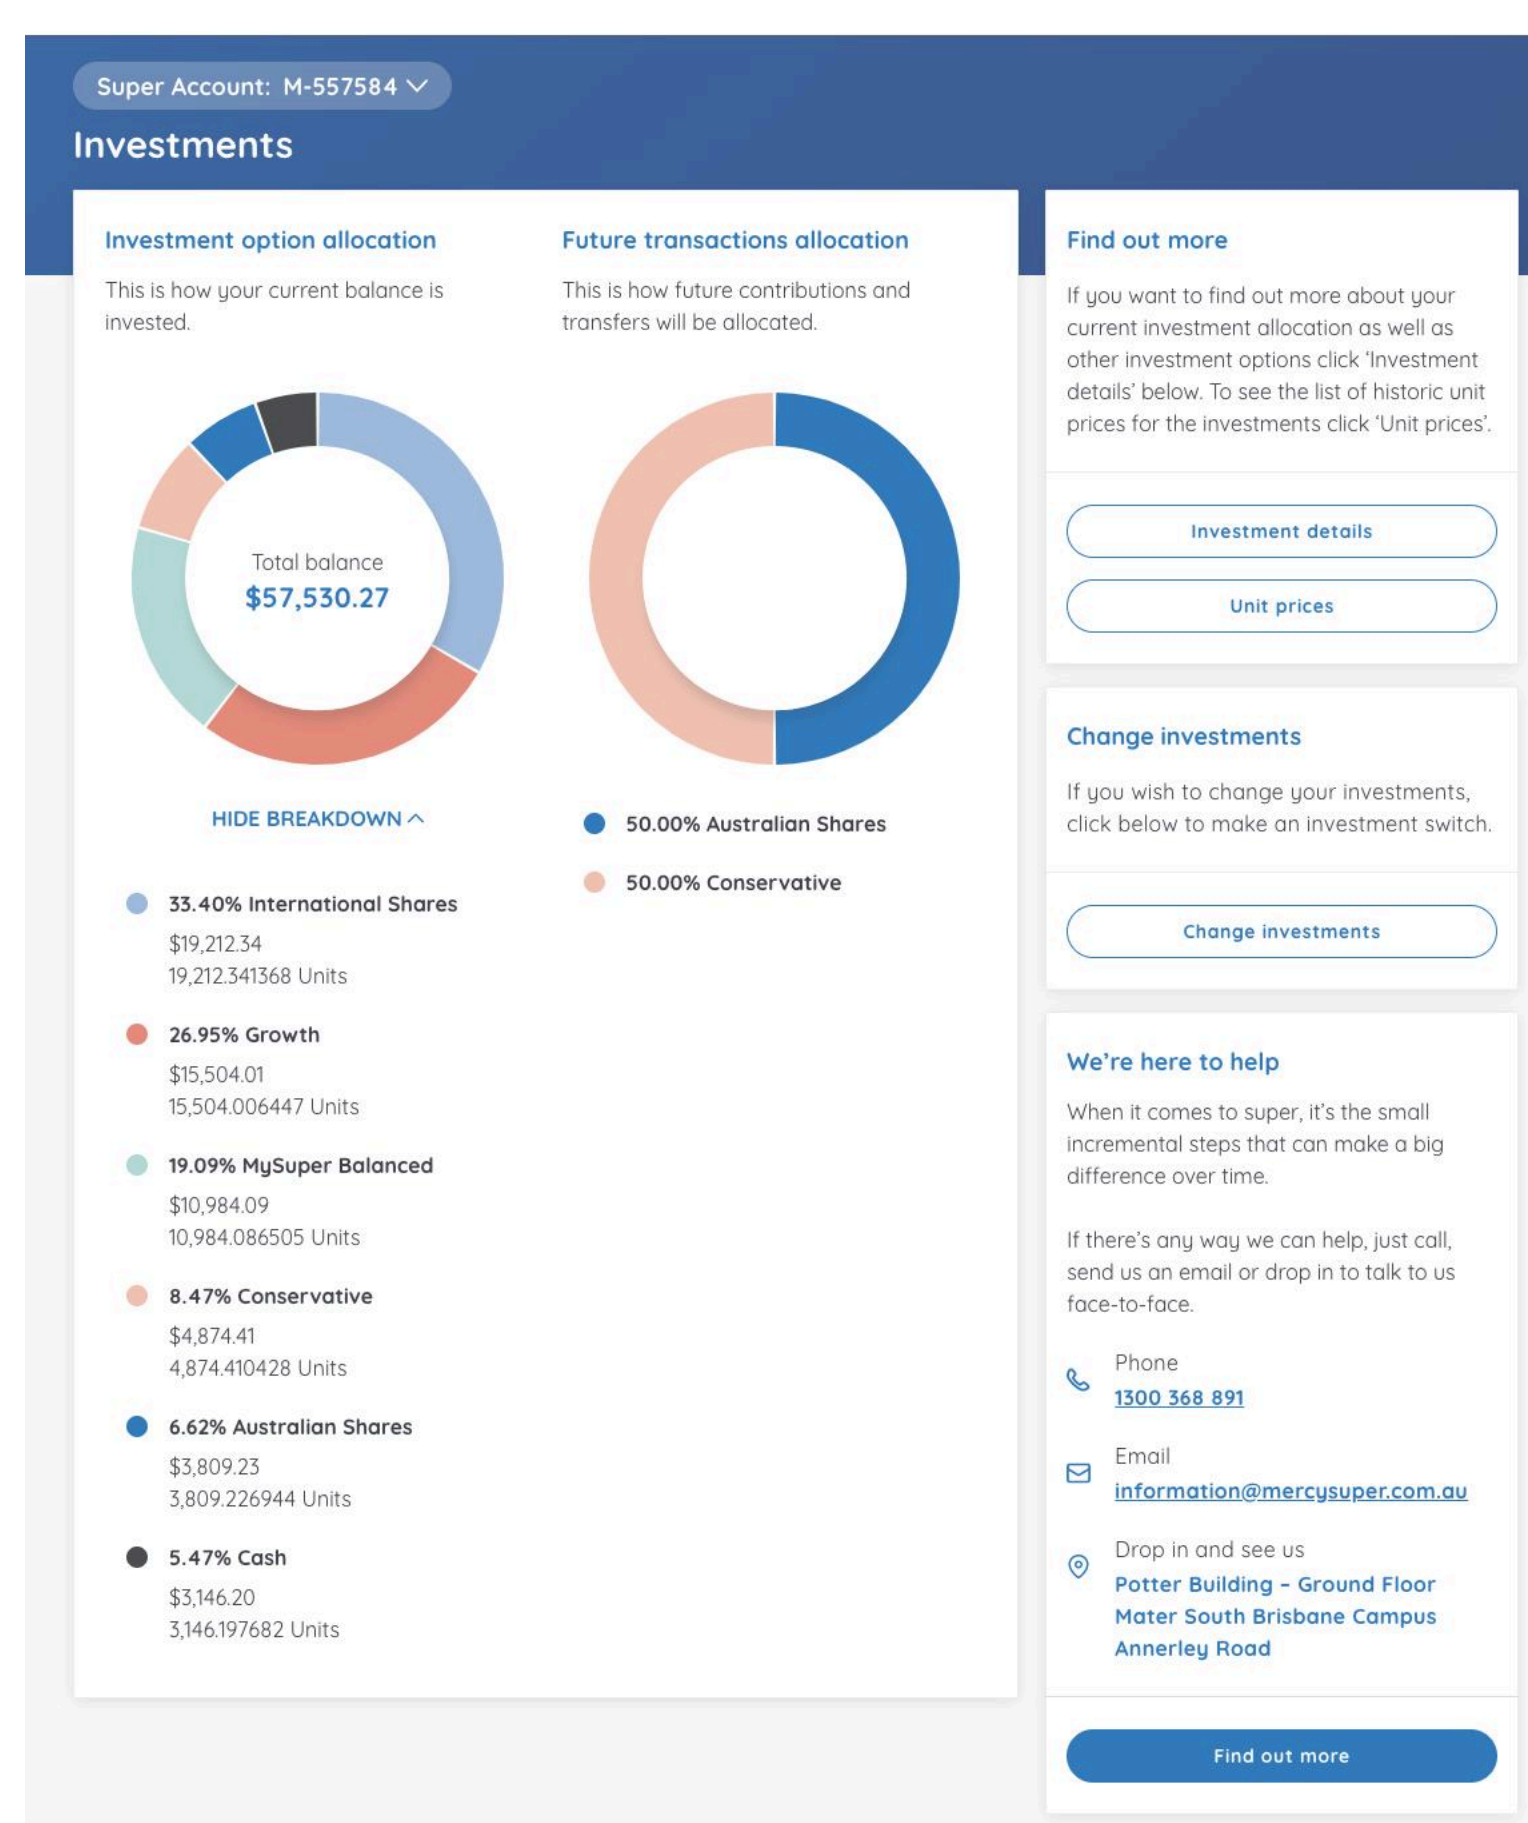 Super Account: M-557584
Investments
Investment option allocation
This is how your current balance is
invested.
Total balance
$57,530.27
HIDE BREAKDOWN
33.40% International Shares
$19,212.34
19,212.341368 Units
26.95% Growth
$15,504.01
15,504.006447 Units
19.09% MySuper Balanced
$10,984.09
10,984.086505 Units
8.47% Conservative
$4,874.41
4,874.410428 Units
6.62% Australian Shares
$3,809.23
3,809.226944 Units
5.47% Cash
$3,146.20
3,146.197682 Units
Future transactions allocation
This is how future contributions and
transfers will be allocated.
50.00% Australian Shares
50.00% Conservative
Find out more
If you want to find out more about your
current investment allocation as well as
other investment options click ‘Investment
details’ below. To see the list of historic unit
prices for the investments click ‘Unit prices’.
Investment details
Unit prices
Change investments
If you wish to change your investments,
click below to make an investment switch.
Change investments
We’re here to help
When it comes to super, it’s the small
incremental steps that can make a big
difference over time.
If there’s any way we can help, just call,
send us an email or drop in to talk to us
face-to-face.
Phone
1300 368 891
Email
information@mercysuper.com.au
Drop in and see us
Potter Building – Ground Floor
Mater South Brisbane Campus
Annerley Road
Find out more